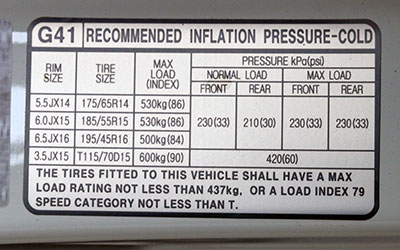 G41 RECOMMENDED INFLATION PRESSURE-COLD
RIM SIZE TIRE SIZE MAX LOAD (INDEX) PRESSURE kPa(psi)
NORMAL LOAD MAX LOAD
FRONT REAR FRONT REAR
5.5JX14 175/65R14 530kg(86)
6.0JX15 185/55R15 530kg(86) 230(33) 210(30) 230(33) 230(33)
6.5JX16 195/45R16 500kg(84)
3.5JX15 T115/70D15 600kg(90) 420(60)
THE TIRES FITTED TO THIS VEHICLE SHALL HAVE A MAX
LOAD RATING NOT LESS THAN 437kg, OR A LOAD INDEX 79
SPEED CATEGORY NOT LESS THAN T.